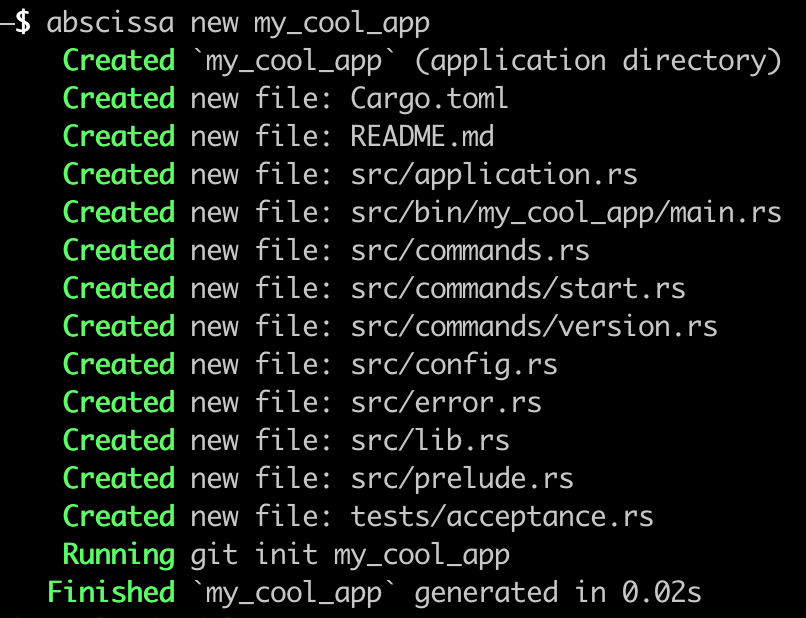 ~$ abscissa new my_cool_app
Created `my_cool_app` (application directory)
Created new file: Cargo.toml
Created new file: README.md
Created new file: src/application.rs
Created new file: src/bin/my_cool_app/main.rs
Created new file: src/commands.rs
Created new file: src/commands/start.rs
Created new file: src/commands/version.rs
Created new file: src/config.rs
Created new file: src/error.rs
Created new file: src/lib.rs
Created new file: src/prelude.rs
Created new file: tests/acceptance.rs
Running git init my_cool_app
Finished `my_cool_app` generated in 0.02s